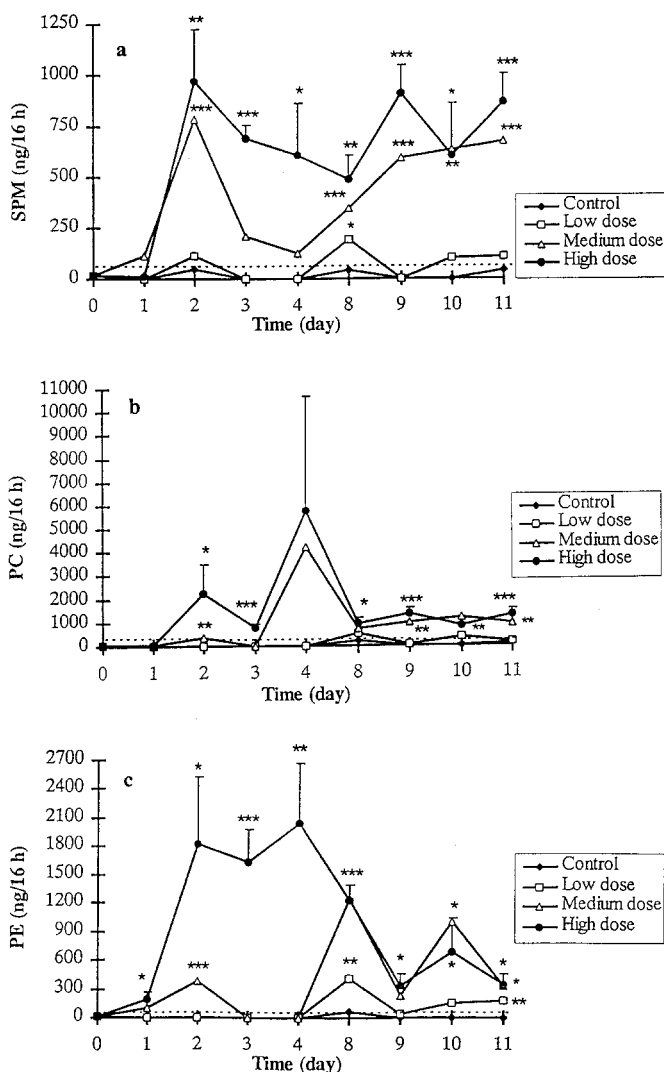 a
SPM (ng/16 h)
1250
1000
750
500
250
0
** *** *** * ** *** * *** *** *** * ** ***
0 1 2 3 4 8 9 10 11
Time (day)
Control
Low dose
Medium dose
High dose
b
PC (ng/16 h)
11000
10000
9000
8000
7000
6000
5000
4000
3000
2000
1000
0
* ** *** * *** ** ** *** **
0 1 2 3 4 8 9 10 11
Time (day)
Control
Low dose
Medium dose
High dose
c
PE (ng/16 h)
2700
2400
2100
1800
1500
1200
900
600
300
0
* * *** *** ** *** ** * * * * * **
0 1 2 3 4 8 9 10 11
Time (day)
Control
Low dose
Medium dose
High dose